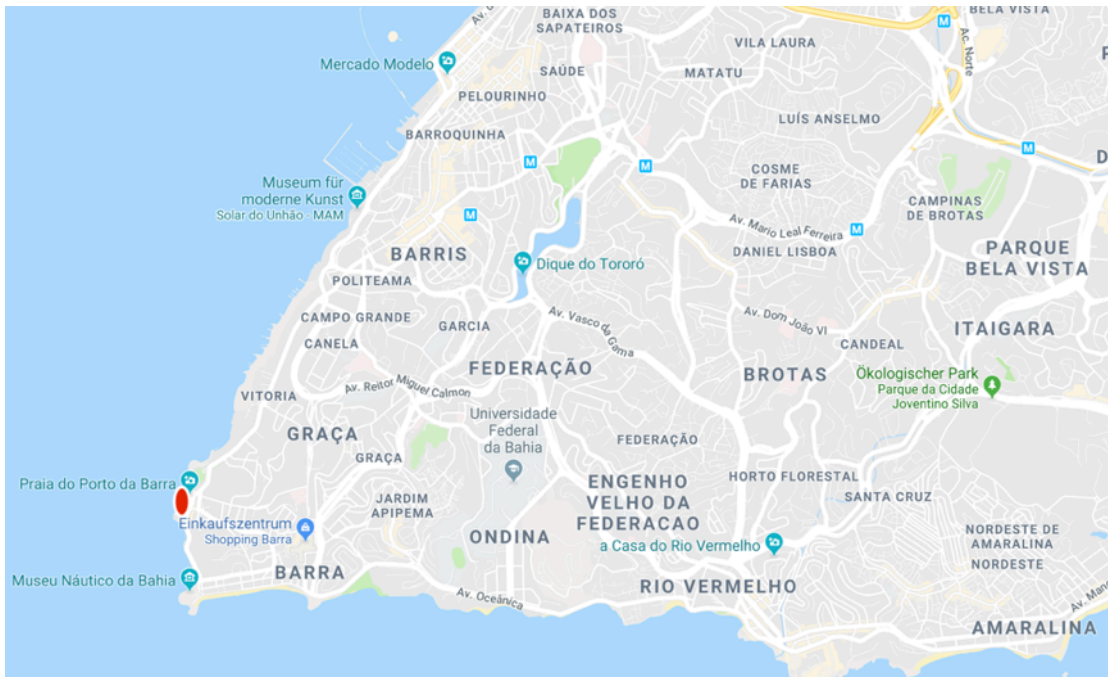 BELA VISTA
Av. 
BAIXA DOS
SAPATEIROS
M
Ac. Norte
VILA LAURA
Mercado Modelo
SAÚDE
MATATU
PELOURINHO
LUÍS ANSELMO
BARROQUINHA
M
M
M
COSME
DE FARIAS
Museum für
moderne Kunst
Solar do Unhão - MAM
CAMPINAS
DE BROTAS
M
Av. Mario Leal Ferreira
M
DANIEL LISBOA
PARQUE
BELA VISTA
BARRIS
Dique do Tororó
POLITEAMA
CAMPO GRANDE
GARCIA
Av. Vasco da Gama
Av. Dom João VI
ITAIGARA
CANELA
CANDEAL
FEDERAÇÃO
BROTAS
Ökologischer Park
Parque da Cidade
Joventino Silva
Av. Reitor Miguel Calmon
VITORIA
Universidade
Federal
da Bahia
GRAÇA
FEDERAÇÃO
GRAÇA
HORTO FLORESTAL
Praia do Porto da Barra
ENGENHO
VELHO DA
FEDERACAO
SANTA CRUZ
JARDIM
APIPEMA
Einkaufszentrum
Shopping Barra
ONDINA
NORDESTE DE
AMARALINA
a Casa do Rio Vermelho
NORDESTE
Museu Náutico da Bahia
BARRA
RIO VERMELHO
Av. Oceânica
Av. Man
AMARALINA